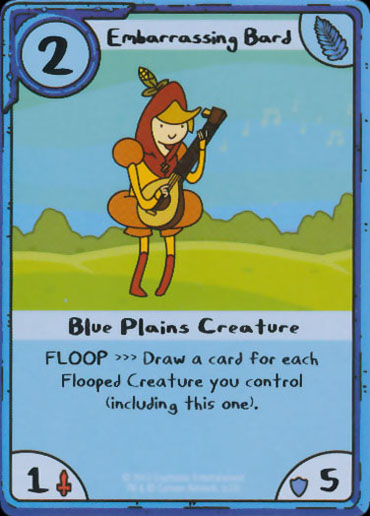 2
Embarrassing Bard
Blue Plains Creature
FLOOP >>> Draw a card for each
Flooped Creature you control
(including this one).
1
5